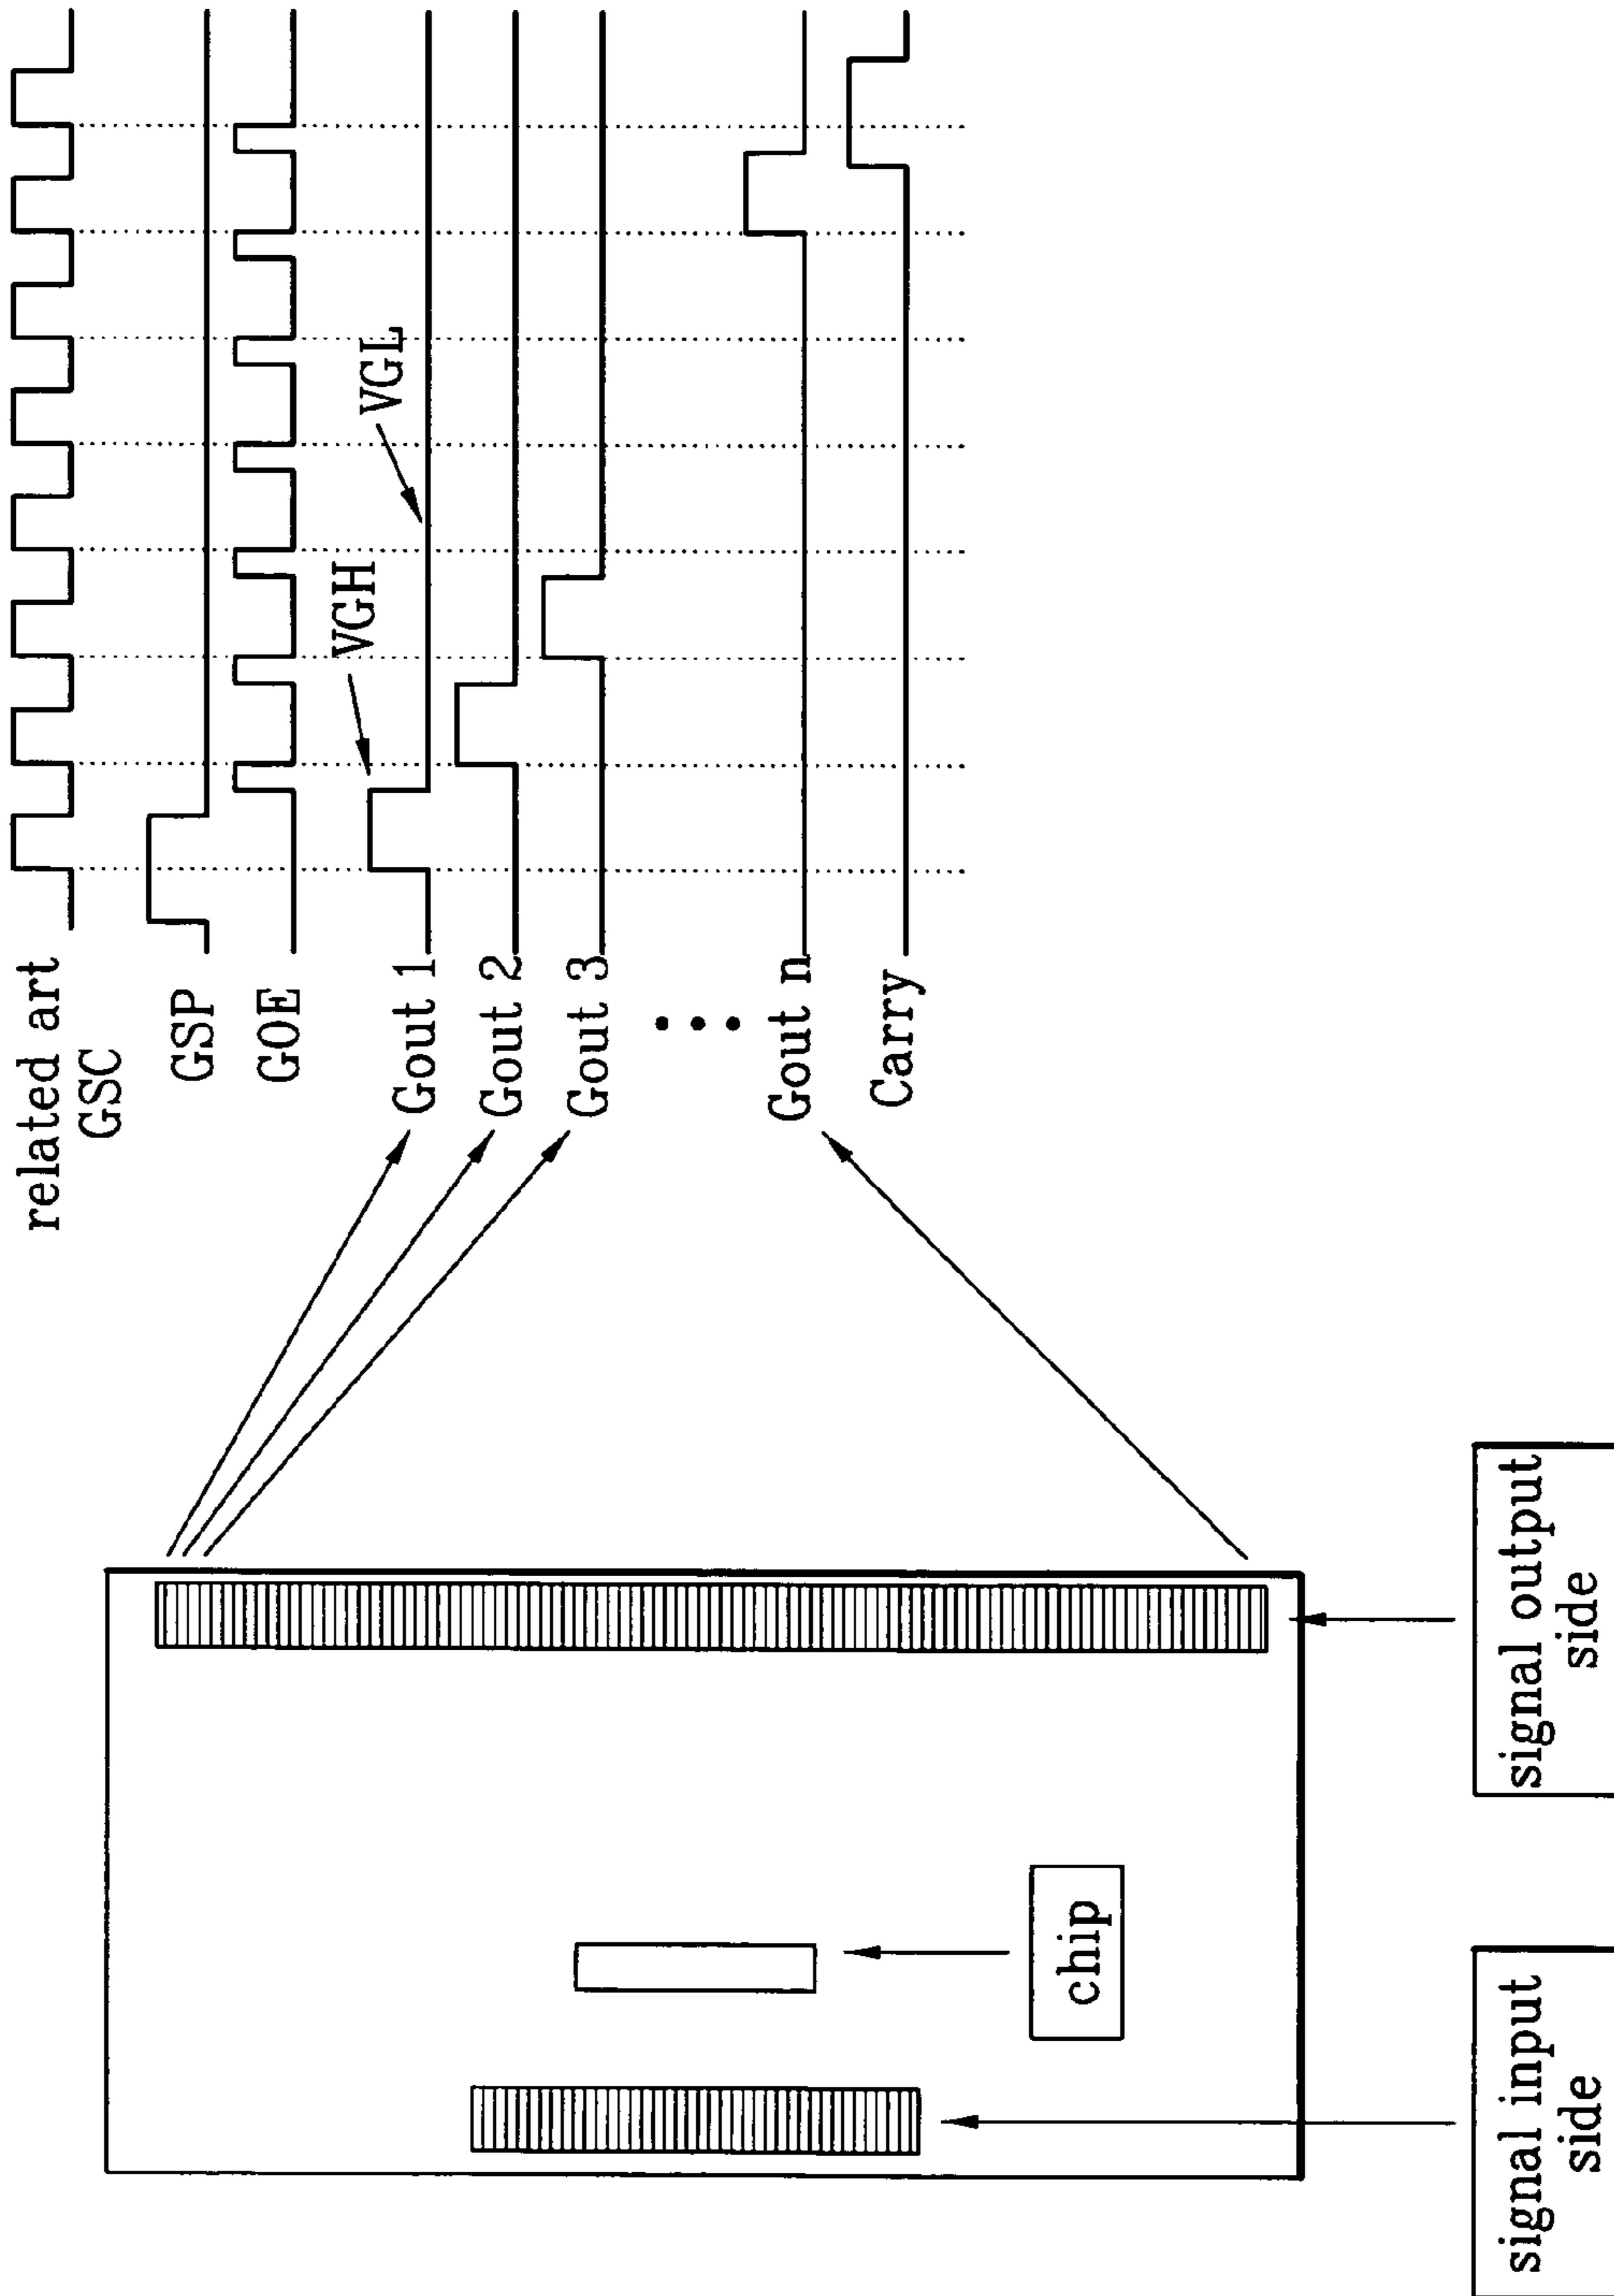 related art
GSC
GSP
GOE
VGH
VGL
Gout 1
Gout 2
Gout 3
Gout n
Carry
chip
signal input
side
signal output
side